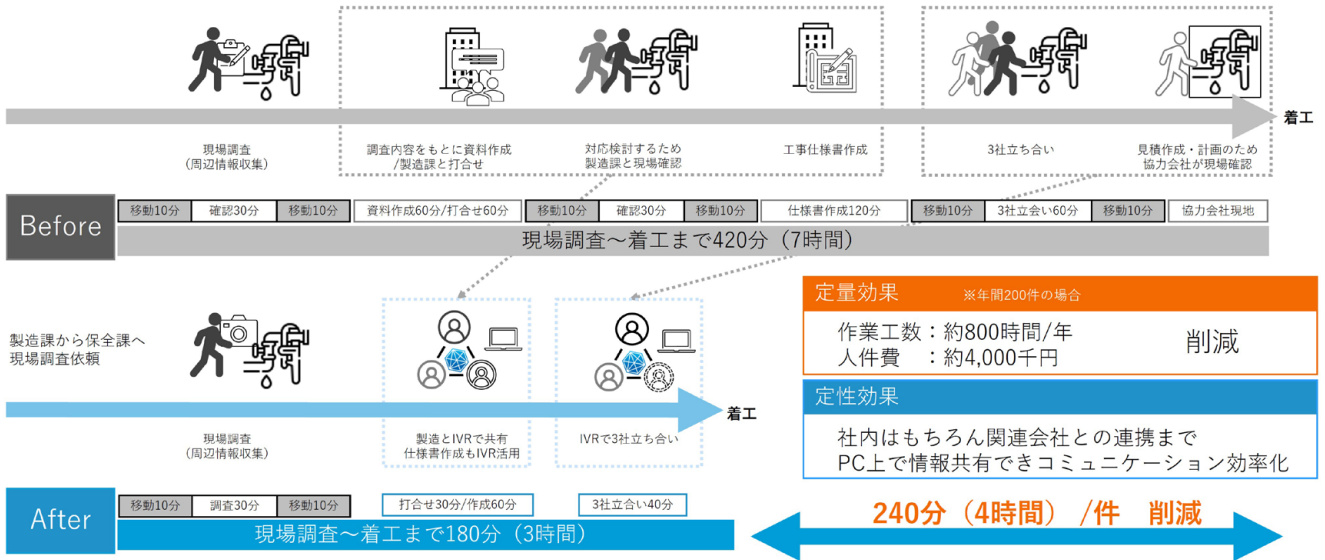 着工
現場調査
(周辺情報収集)
調査内容をもとに資料作成
/製造課と打合せ
対応検討するため
製造課と現場確認
工事仕様書作成
3社立ち合い
見積作成・計画のため
協力会社が現場確認
Before
移動10分
確認30分
移動10分
資料作成60分/打合せ60分
移動10分
確認30分
移動10分
仕様書作成120分
移動10分
3社立会い60分
移動10分
協力会社現地
現場調査～着工まで420分（7時間）
製造課から保全課へ
現場調査依頼
着工
現場調査
(周辺情報収集)
製造とIVRで共有
仕様書作成もIVR活用
IVRで3社立ち合い
定量効果 ※年間200件の場合
作業工数：約800時間/年
人件費　：約4,000千円
削減
定性効果
社内はもちろん関連会社との連携まで
PC上で情報共有できコミュニケーション効率化
After
移動10分
調査30分
移動10分
打合せ30分/作成60分
3社立合い40分
現場調査～着工まで180分（3時間）
240分（4時間）/件　削減